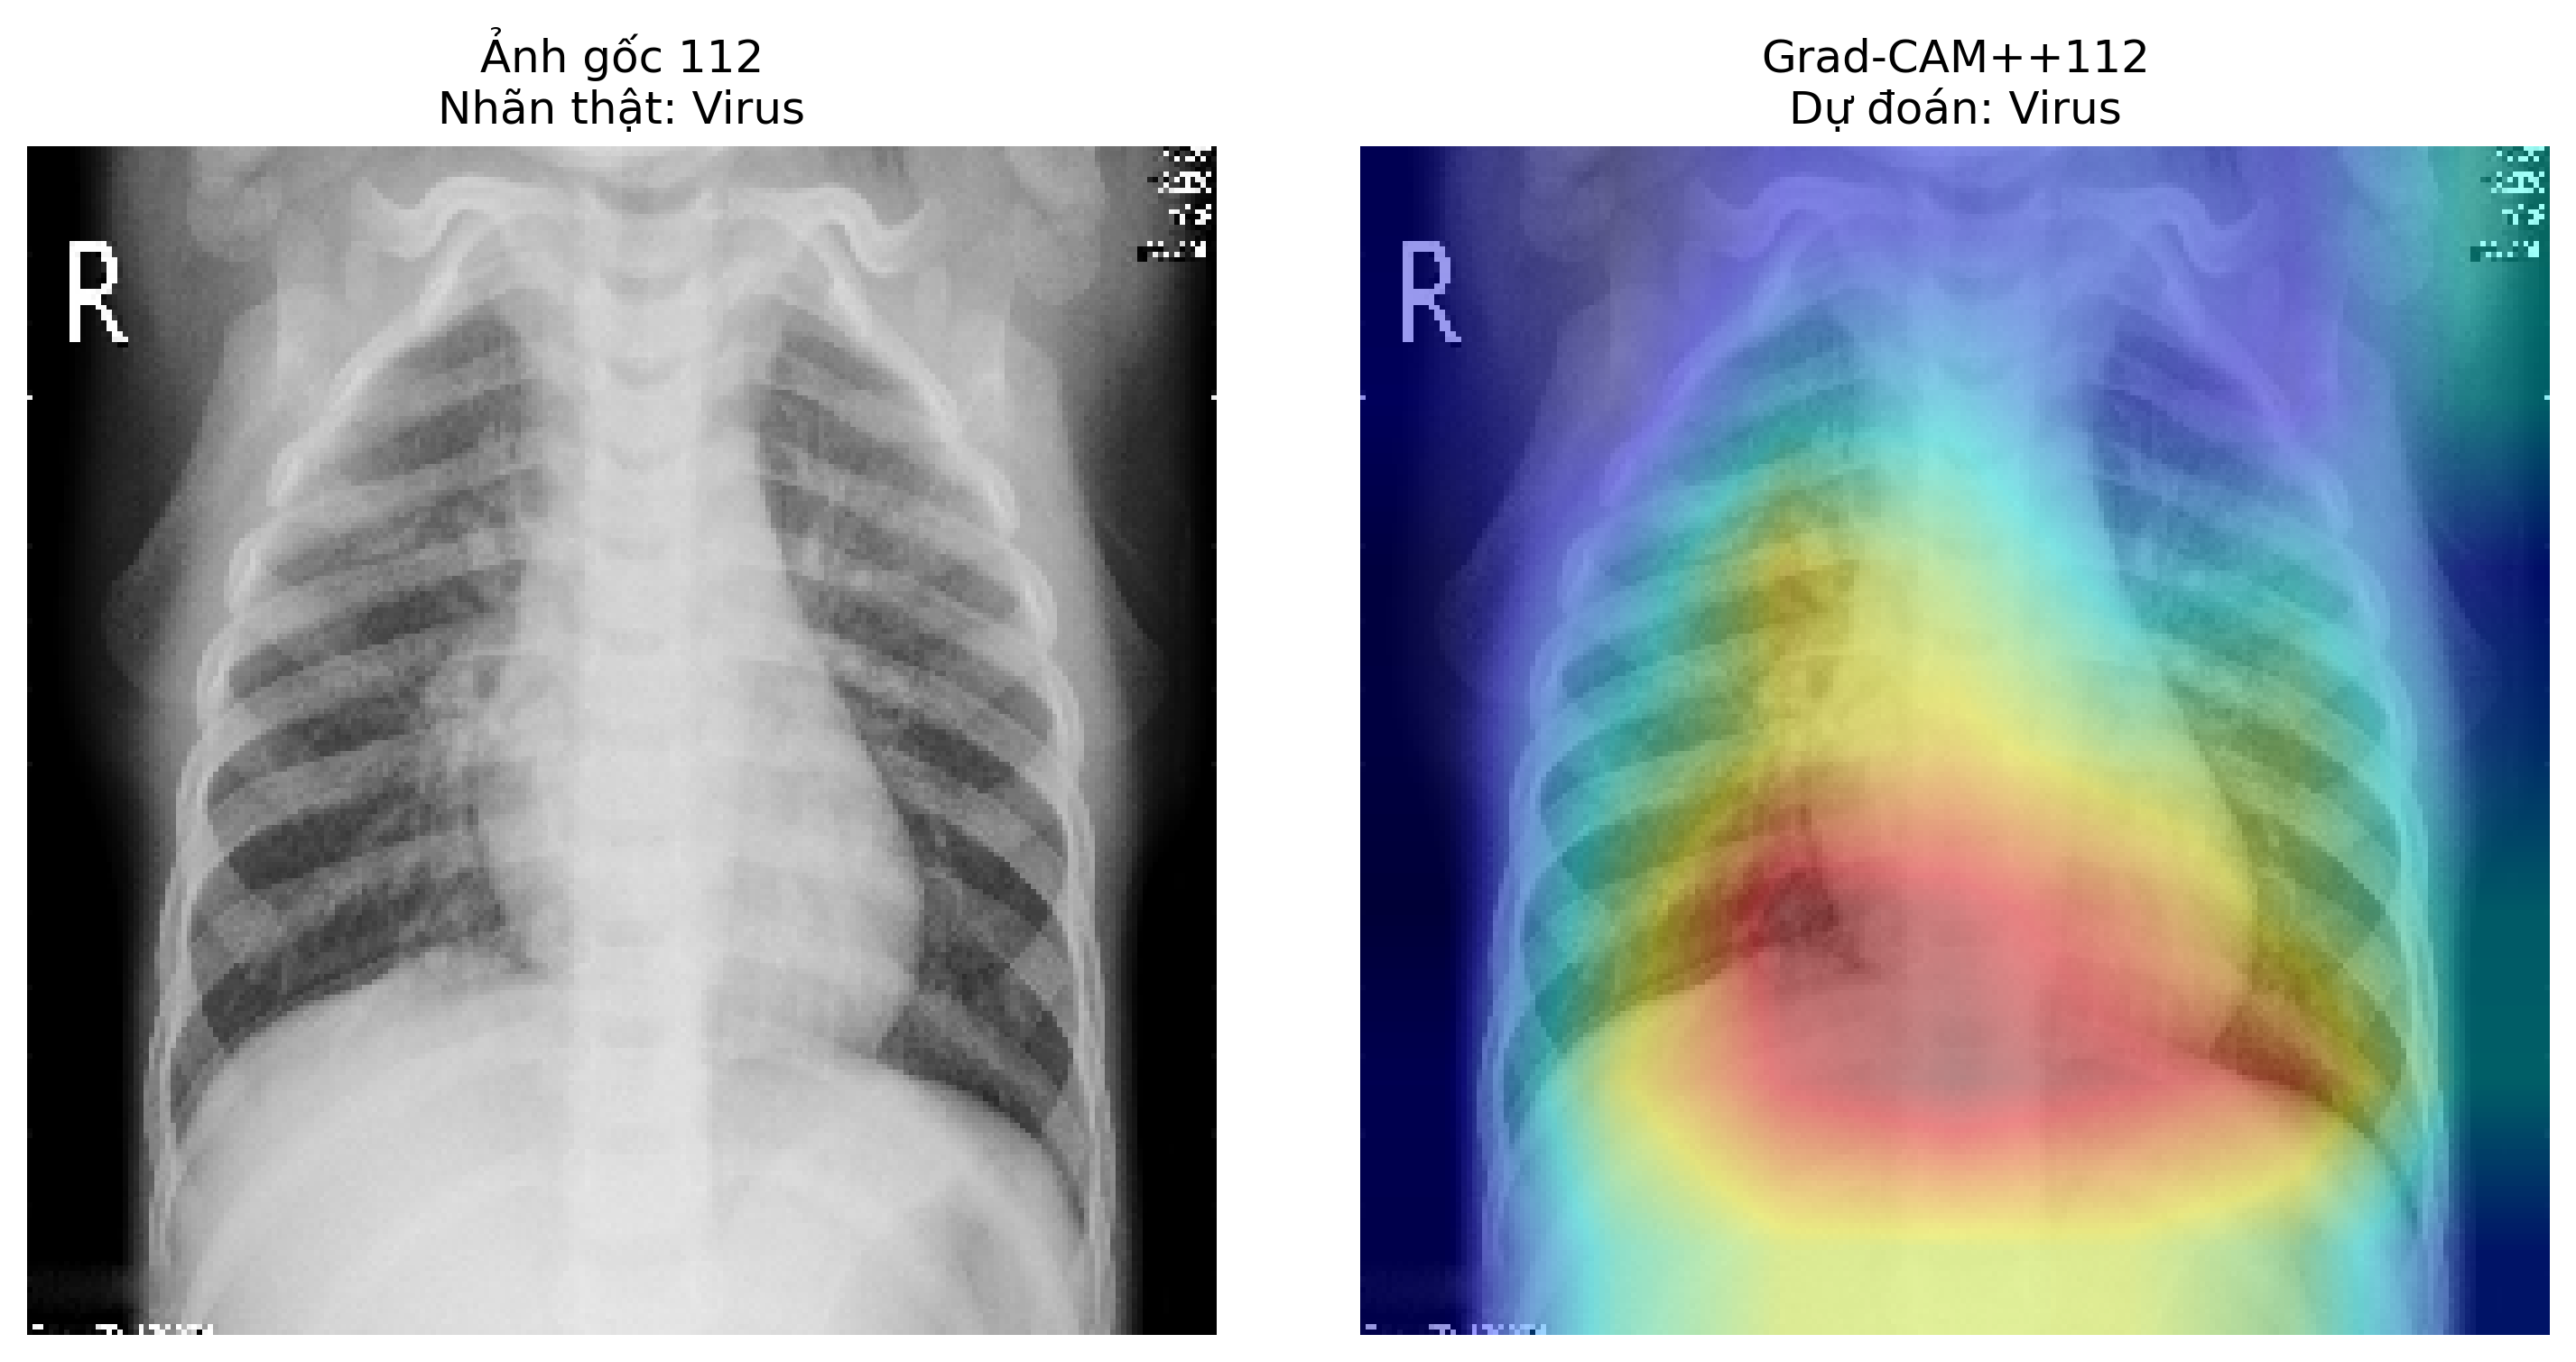 Ảnh gốc 112
Nhãn thật: Virus
Grad-CAM++112
Dự đoán: Virus
R
R